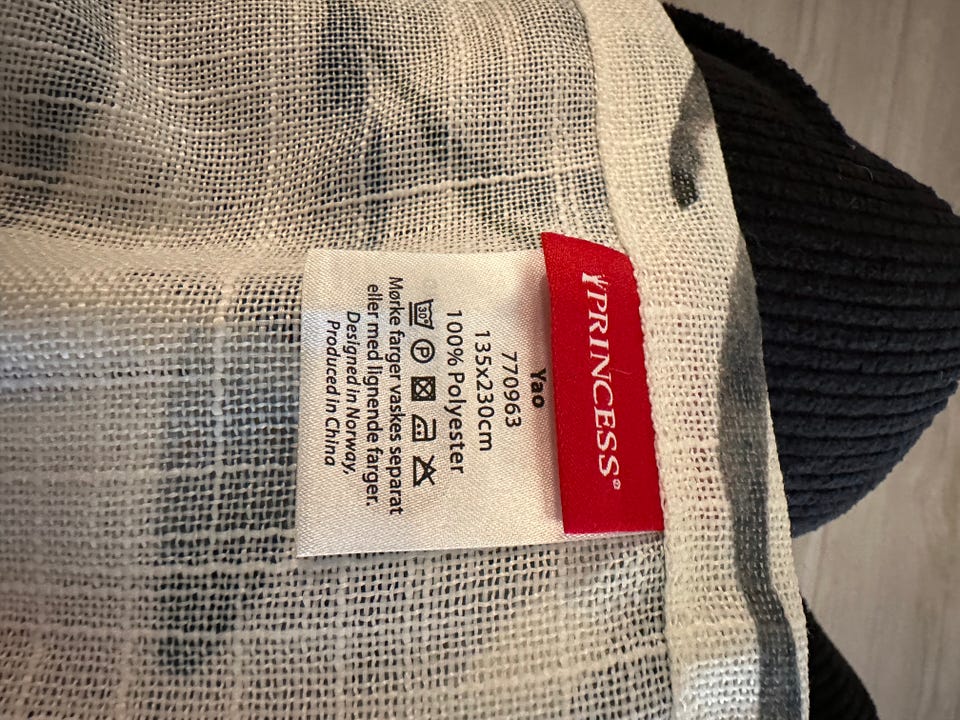 PRINCESS®
Yao
770963
135x230cm
100% Polyester
30 P
Mørke farger vaskes separat
eller med lignende farger.
Designed in Norway,
Produced in China